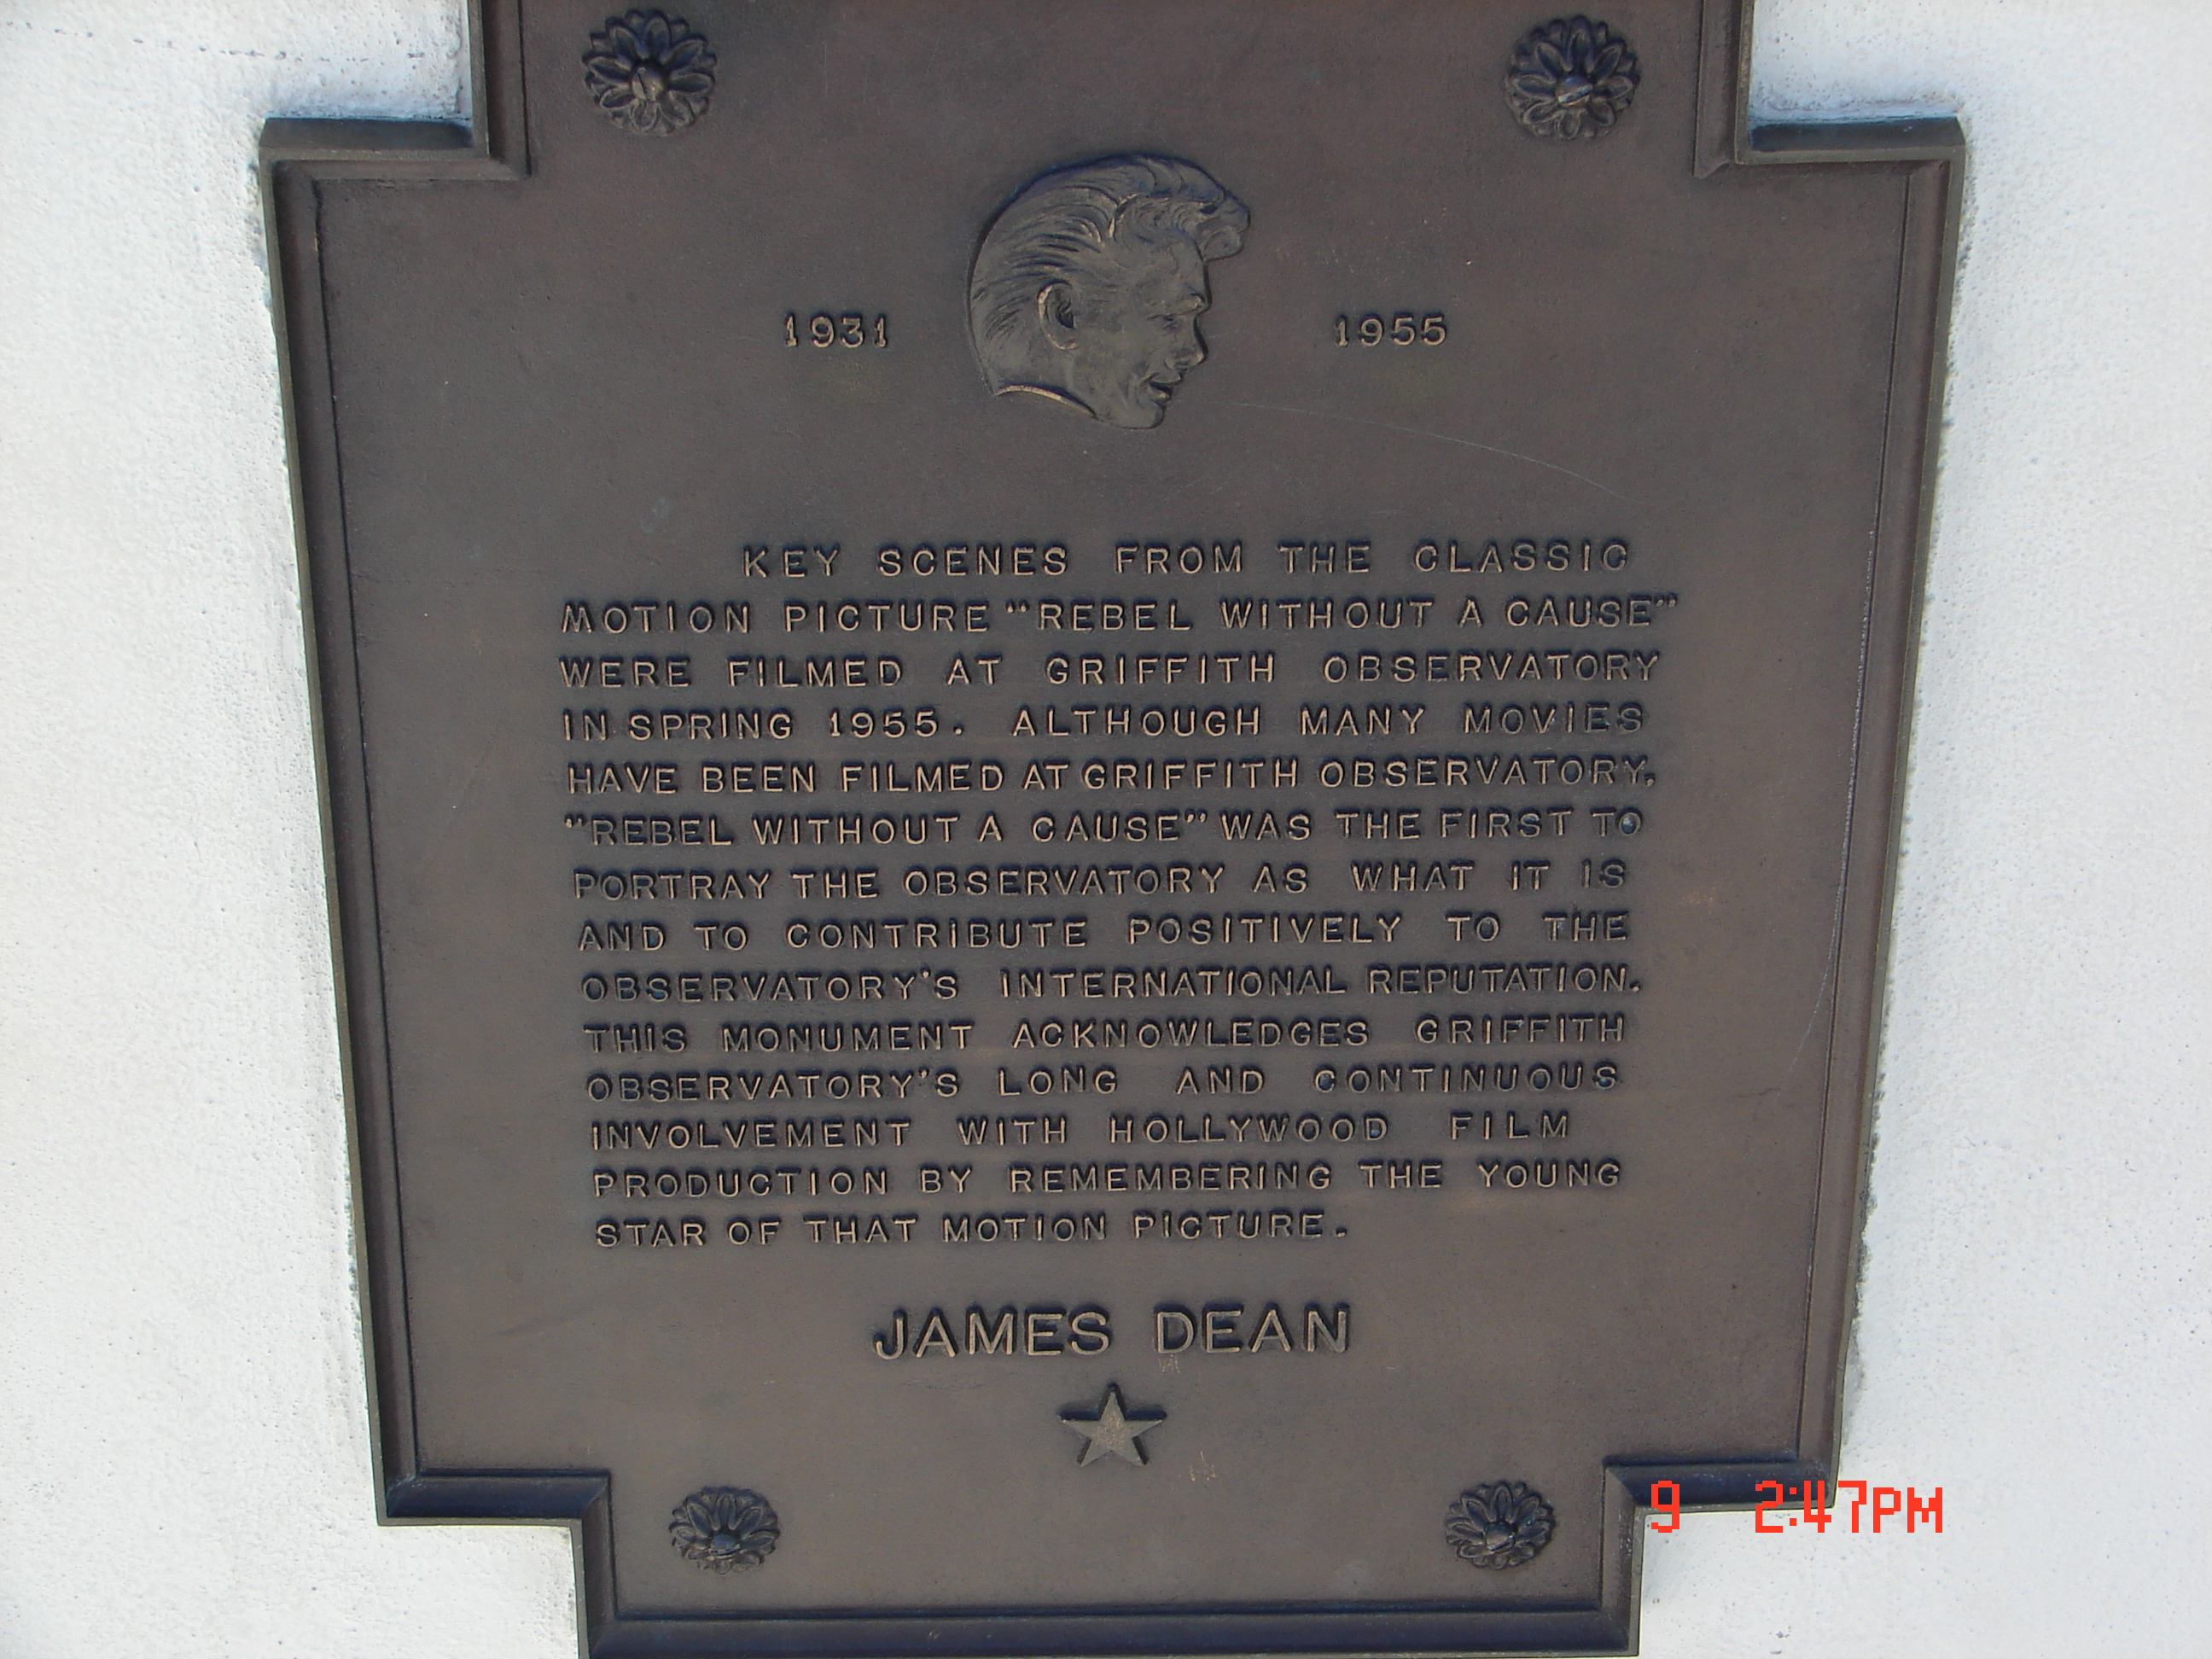 1931 1955
KEY SCENES FROM THE CLASSIC
MOTION PICTURE "REBEL WITHOUT A CAUSE"
WERE FILMED AT GRIFFITH OBSERVATORY
IN SPRING 1955. ALTHOUGH MANY MOVIES
HAVE BEEN FILMED AT GRIFFITH OBSERVATORY,
"REBEL WITHOUT A CAUSE" WAS THE FIRST TO
PORTRAY THE OBSERVATORY AS WHAT IT IS
AND TO CONTRIBUTE POSITIVELY TO THE
OBSERVATORY'S INTERNATIONAL REPUTATION.
THIS MONUMENT ACKNOWLEDGES GRIFFITH
OBSERVATORY'S LONG AND CONTINUOUS
INVOLVEMENT WITH HOLLYWOOD FILM
PRODUCTION BY REMEMBERING THE YOUNG
STAR OF THAT MOTION PICTURE.
JAMES DEAN
9 2:47PM